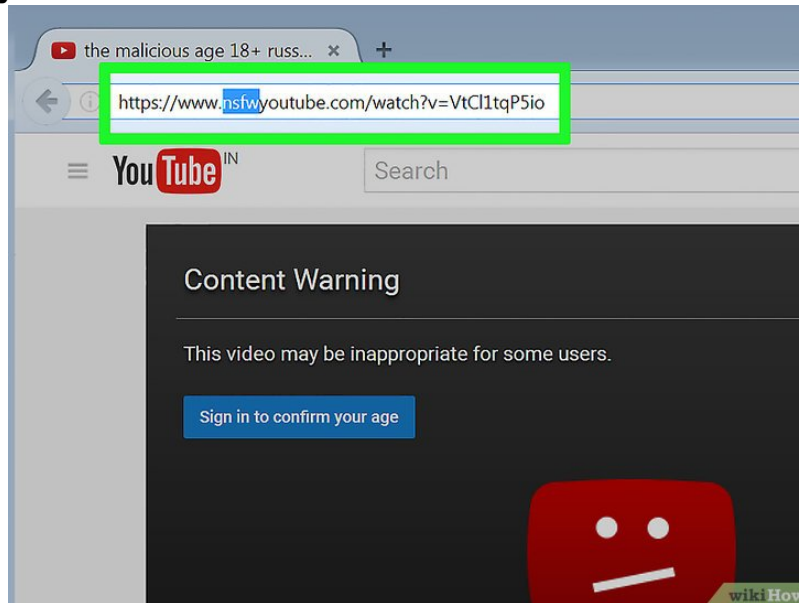 the malicious age 18+ russ...
https://www.nsfwyoutube.com/watch?v=VtCl1tqP5io
YouTube IN
Search
Content Warning
This video may be inappropriate for some users.
Sign in to confirm your age
wikiHow